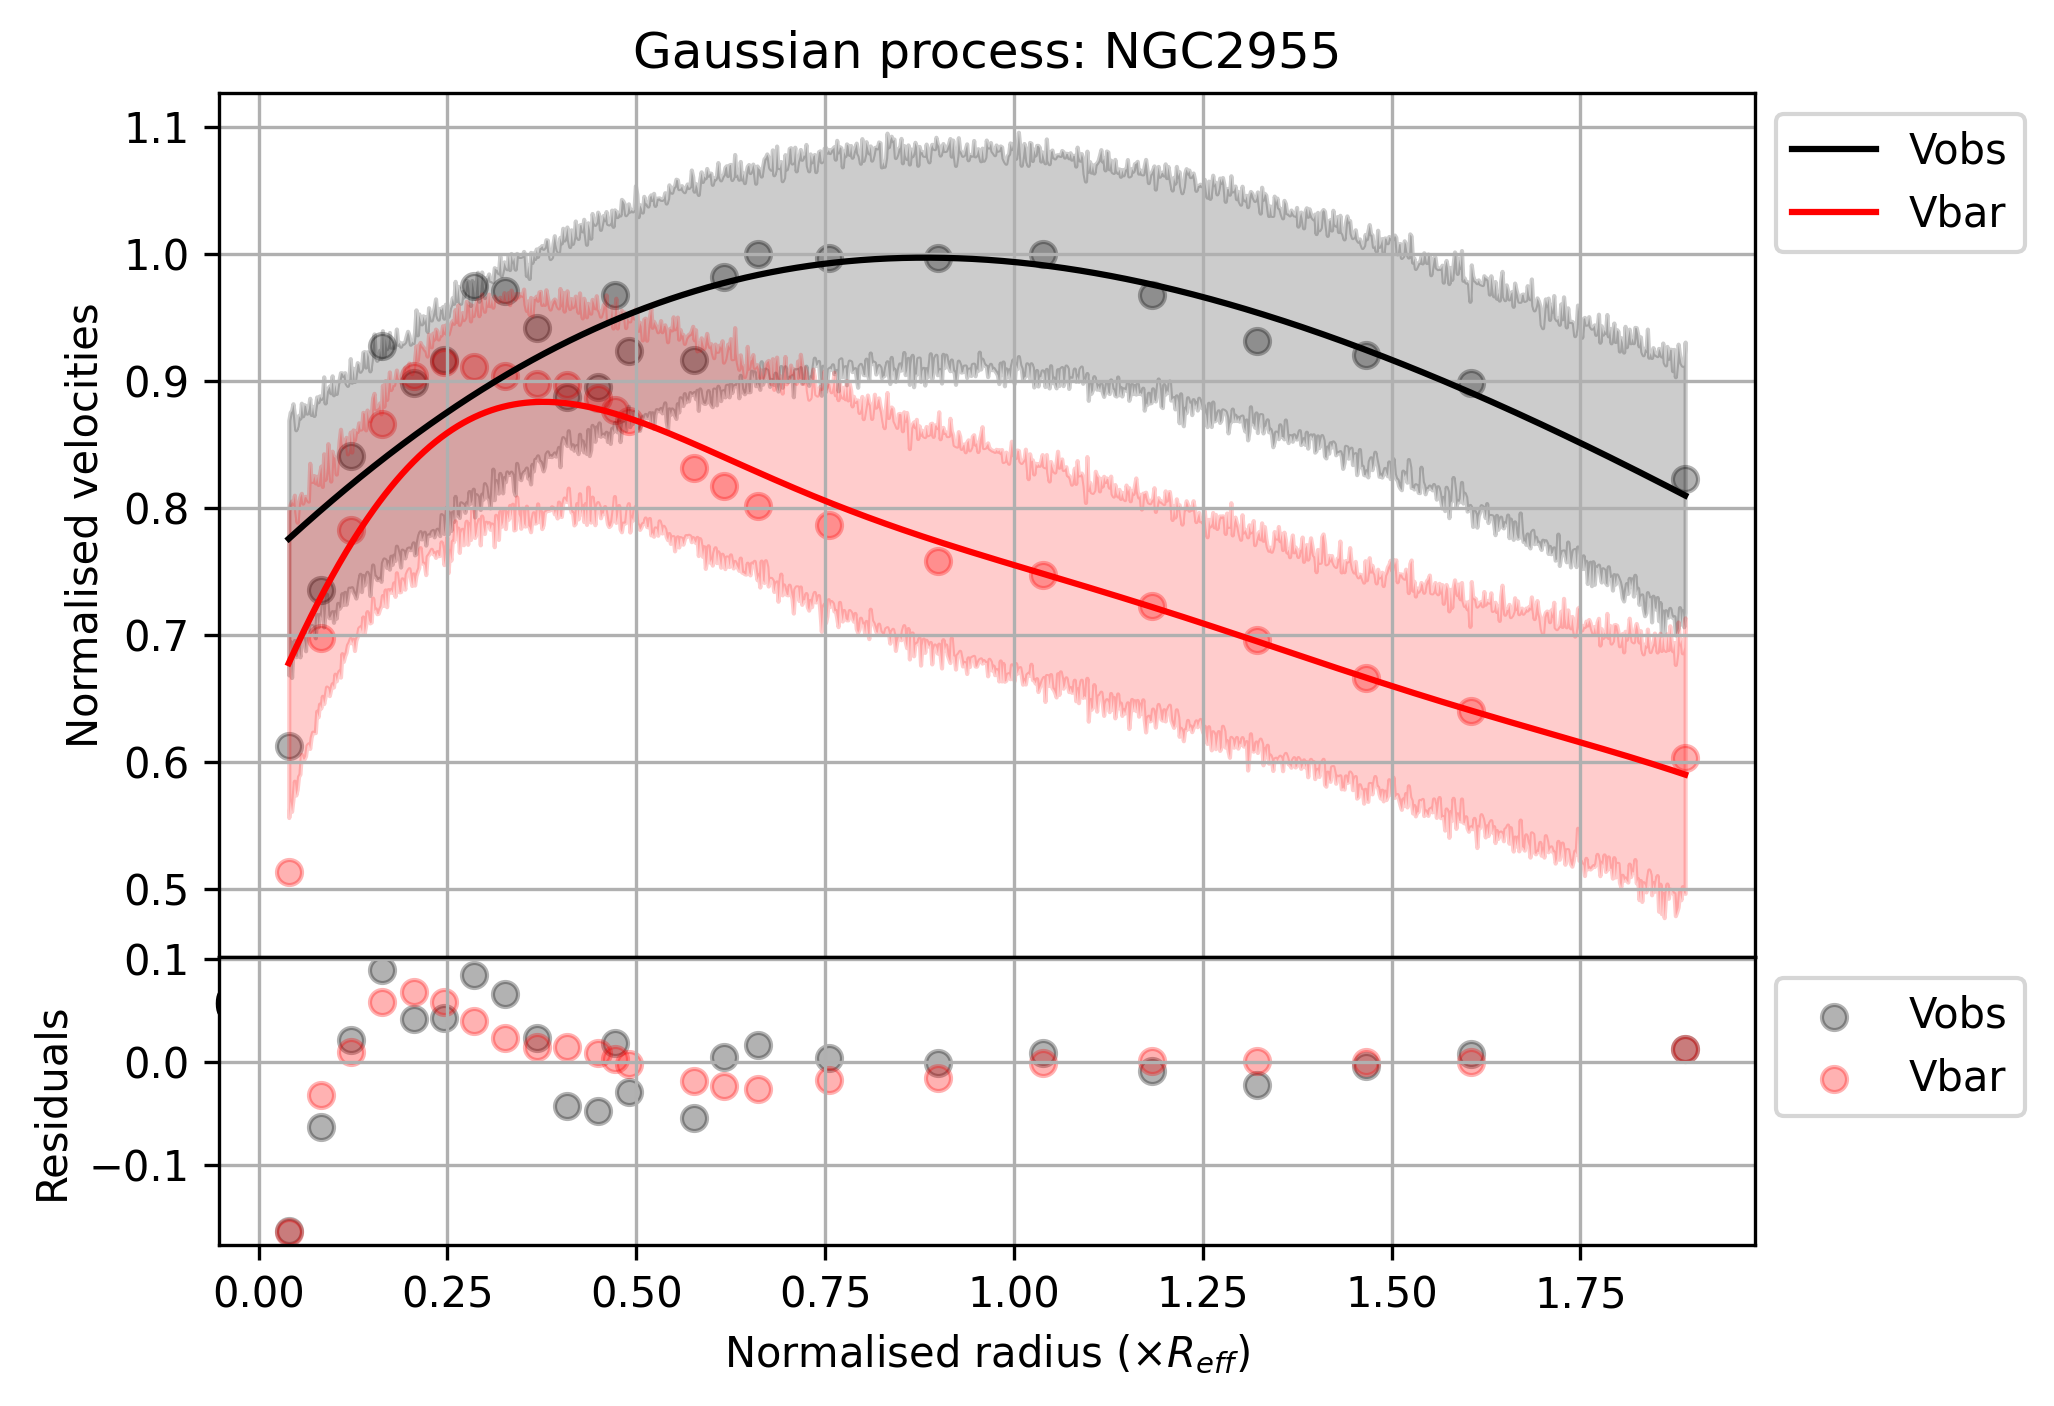 Gaussian process: NGC2955
Normalised velocities
1.1
1.0
0.9
0.8
0.7
0.6
0.5
Vobs
Vbar
Residuals
0.1
0.0
−0.1
Vobs
Vbar
0.00 0.25 0.50 0.75 1.00 1.25 1.50 1.75
Normalised radius (×R_eff)